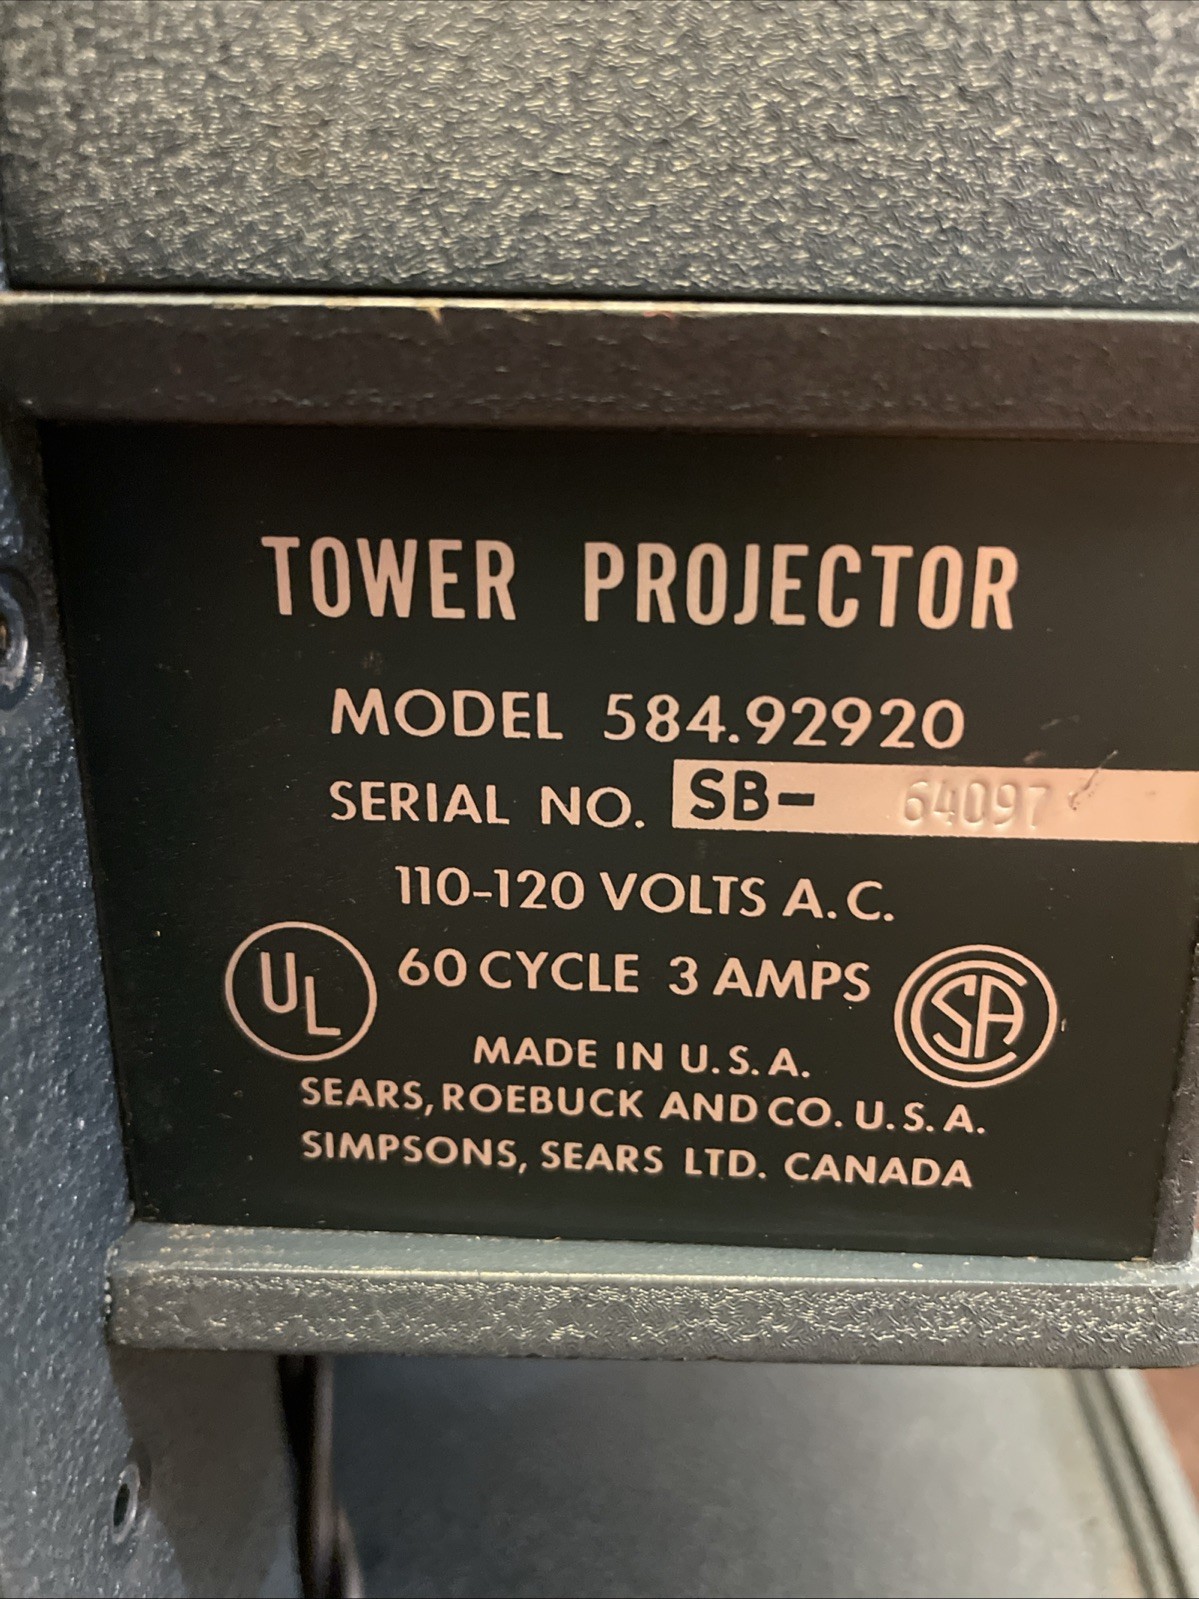 TOWER PROJECTOR
MODEL 584.92920
SERIAL NO. SB- 64097
110-120 VOLTS A.C.
UL
60 CYCLE 3 AMPS
SA
MADE IN U.S.A.
SEARS, ROEBUCK AND CO. U.S.A.
SIMPSONS, SEARS LTD. CANADA